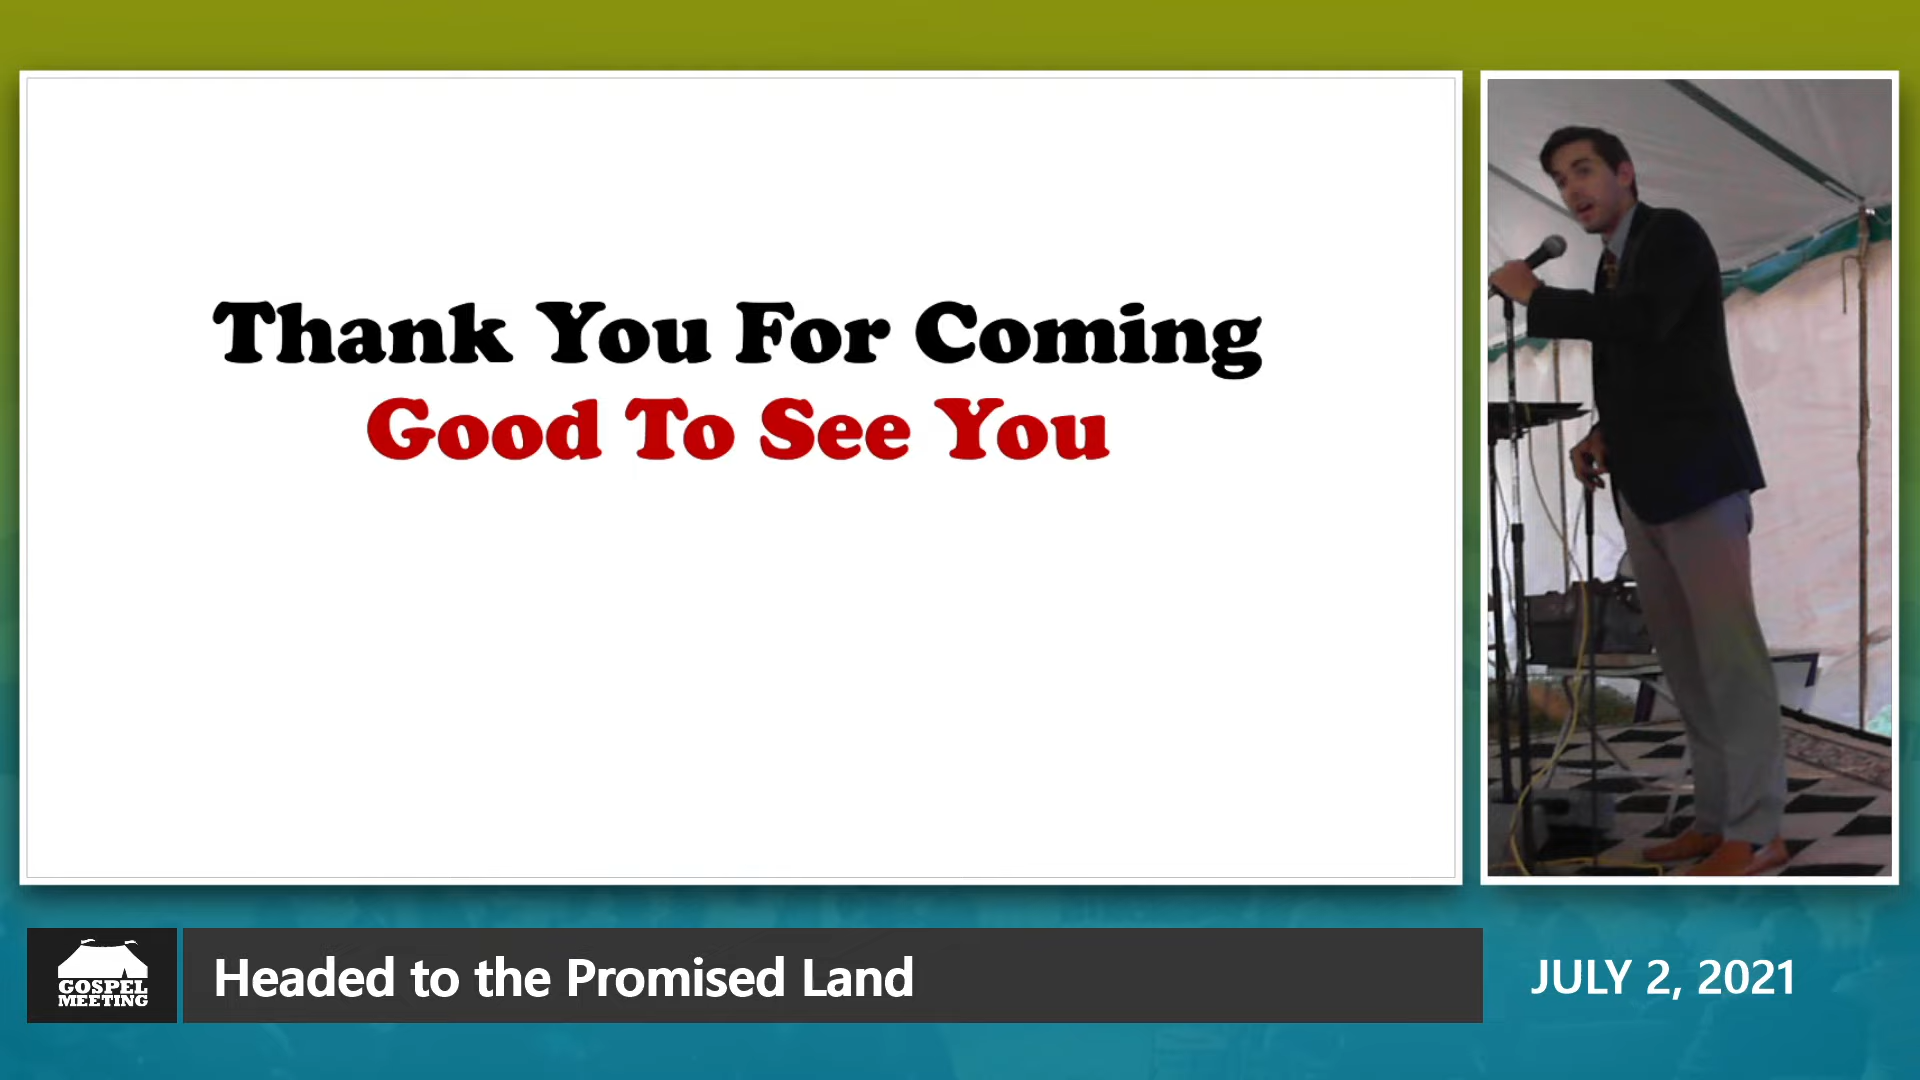 Thank You For Coming
Good To See You
GOSPEL
MEETING
Headed to the Promised Land
JULY 2, 2021